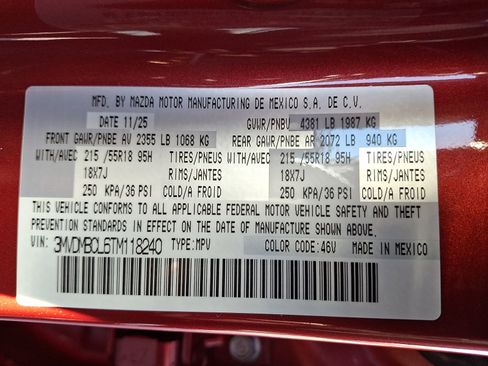 MFD. BY MAZDA MOTOR MANUFACTURING DE MEXICO S.A. DE C.V.
DATE 11/25 GVWR/PNBV 4381 LB 1987 KG
FRONT GAWR/PNBE AV 2355 LB 1068 KG REAR GAWR/PNBE AR 2072 LB 940 KG
WITH/AVEC 215 /55R18 95H TIRES/PNEUS WITH/AVEC 215 /55R18 95H TIRES/PNEUS
18X7J RIMS/JANTES 18X7J RIMS/JANTES
250 KPA/36 PSI COLD/A FROID 250 KPA/36 PSI COLD/A FROID
THIS VEHICLE CONFORMS TO ALL APPLICABLE FEDERAL MOTOR VEHICLE SAFETY AND THEFT
PREVENTION STANDARDS IN EFFECT ON THE DATE OF MANUFACTURE SHOWN ABOVE.
VIN: 3MVDMBCL6TM118240 TYPE:MPV COLOR CODE:46V MADE IN MEXICO